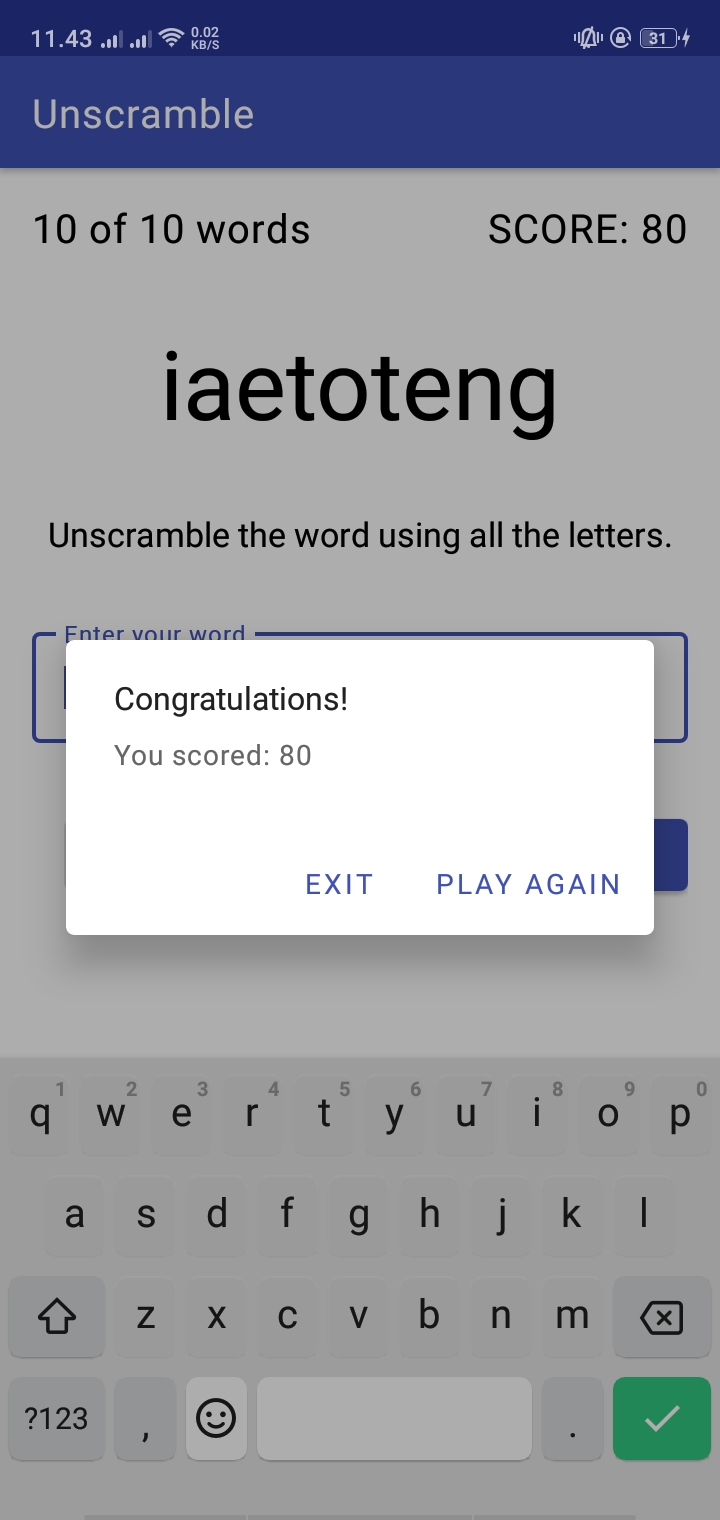 11.43 0.02 KB/S 31
Unscramble
10 of 10 words SCORE: 80
iaetoteng
Unscramble the word using all the letters.
Enter your word
Congratulations!
You scored: 80
EXIT PLAY AGAIN
1 2 3 4 5 6 7 8 9 0
q w e r t y u i o p
a s d f g h j k l
z x c v b n m
?123 , .